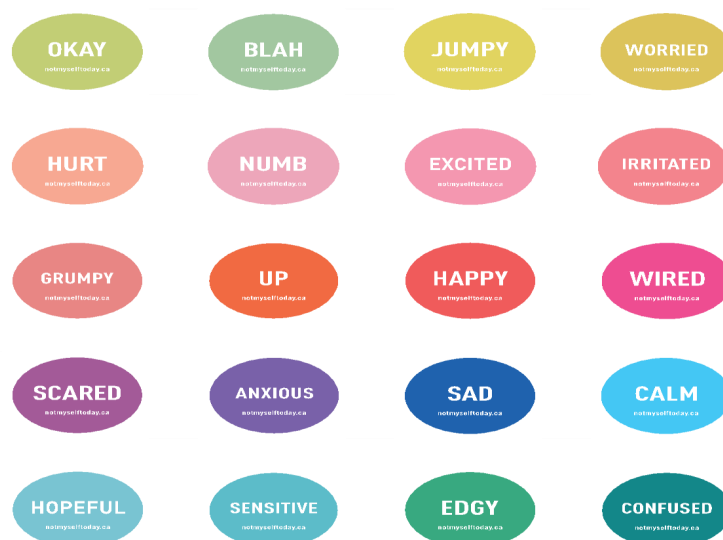 OKAY
notmyselftoday.ca
BLAH
notmyselftoday.ca
JUMPY
notmyselftoday.ca
WORRIED
notmyselftoday.ca
HURT
notmyselftoday.ca
NUMB
notmyselftoday.ca
EXCITED
notmyselftoday.ca
IRRITATED
notmyselftoday.ca
GRUMPY
notmyselftoday.ca
UP
notmyselftoday.ca
HAPPY
notmyselftoday.ca
WIRED
notmyselftoday.ca
SCARED
notmyselftoday.ca
ANXIOUS
notmyselftoday.ca
SAD
notmyselftoday.ca
CALM
notmyselftoday.ca
HOPEFUL
notmyselftoday.ca
SENSITIVE
notmyselftoday.ca
EDGY
notmyselftoday.ca
CONFUSED
notmyselftoday.ca